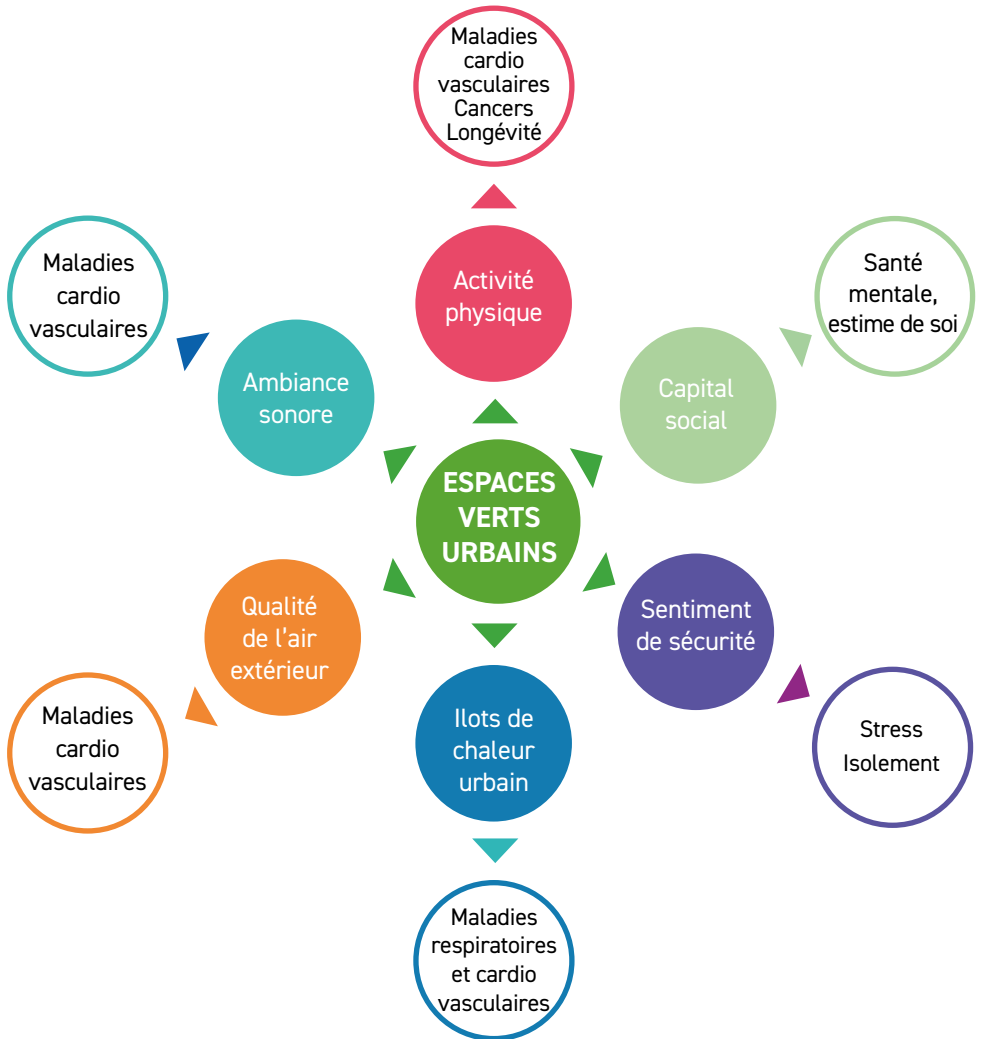 Maladies
cardio
vasculaires
Cancers
Longévité
Activité
physique
Maladies
cardio
vasculaires
Ambiance
sonore
Santé
mentale,
estime de soi
Capital
social
ESPACES
VERTS
URBAINS
Qualité
de l'air
extérieur
Maladies
cardio
vasculaires
Sentiment
de sécurité
Stress
Isolement
Ilots de
chaleur
urbain
Maladies
respiratoires
et cardio
vasculaires